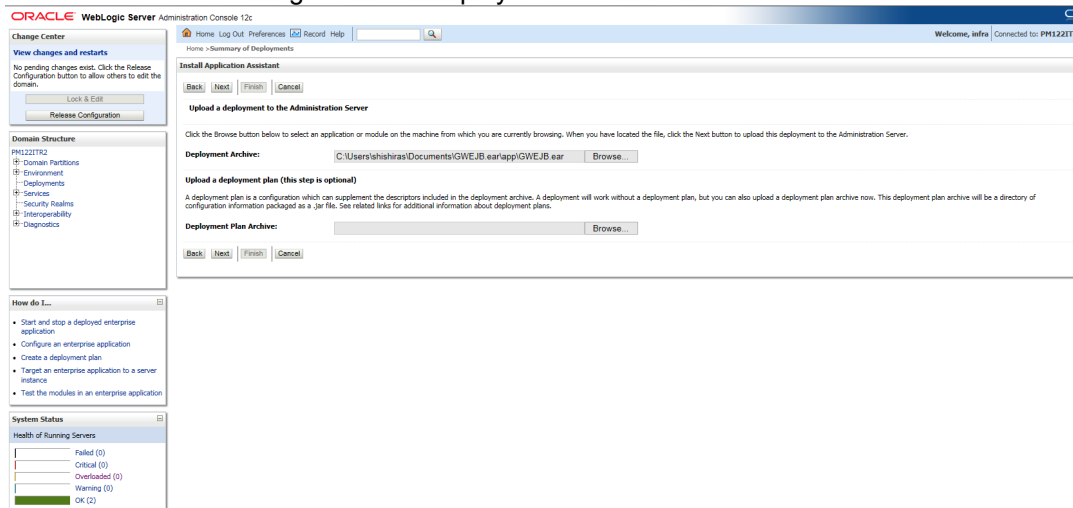 ORACLE WebLogic Server Administration Console 12c
Change Center
View changes and restarts
No pending changes exist. Click the Release
Configuration button to allow others to edit the
domain.
Lock & Edit
Release Configuration
Domain Structure
PM122ITR2
Domain Partitions
Environment
Deployments
Services
Security Realms
Interoperability
Diagnostics
How do I...
Start and stop a deployed enterprise
application
Configure an enterprise application
Create a deployment plan
Target an enterprise application to a server
instance
Test the modules in an enterprise application
System Status
Health of Running Servers
Failed (0)
Critical (0)
Overloaded (0)
Warning (0)
OK (2)
Home Log Out Preferences Record Help
Welcome, infra Connected to: PM122IT
Home >Summary of Deployments
Install Application Assistant
Back Next Finish Cancel
Upload a deployment to the Administration Server
Click the Browse button below to select an application or module on the machine from which you are currently browsing. When you have located the file, click the Next button to upload this deployment to the Administration Server.
Deployment Archive: C:\Users\shishiras\Documents\GWEJB.ear\app\GWEJB.ear Browse...
Upload a deployment plan (this step is optional)
A deployment plan is a configuration which can supplement the descriptors included in the deployment archive. A deployment will work without a deployment plan, but you can also upload a deployment plan archive now. This deployment plan archive will be a directory of
configuration information packaged as a .jar file. See related links for additional information about deployment plans.
Deployment Plan Archive: Browse...
Back Next Finish Cancel